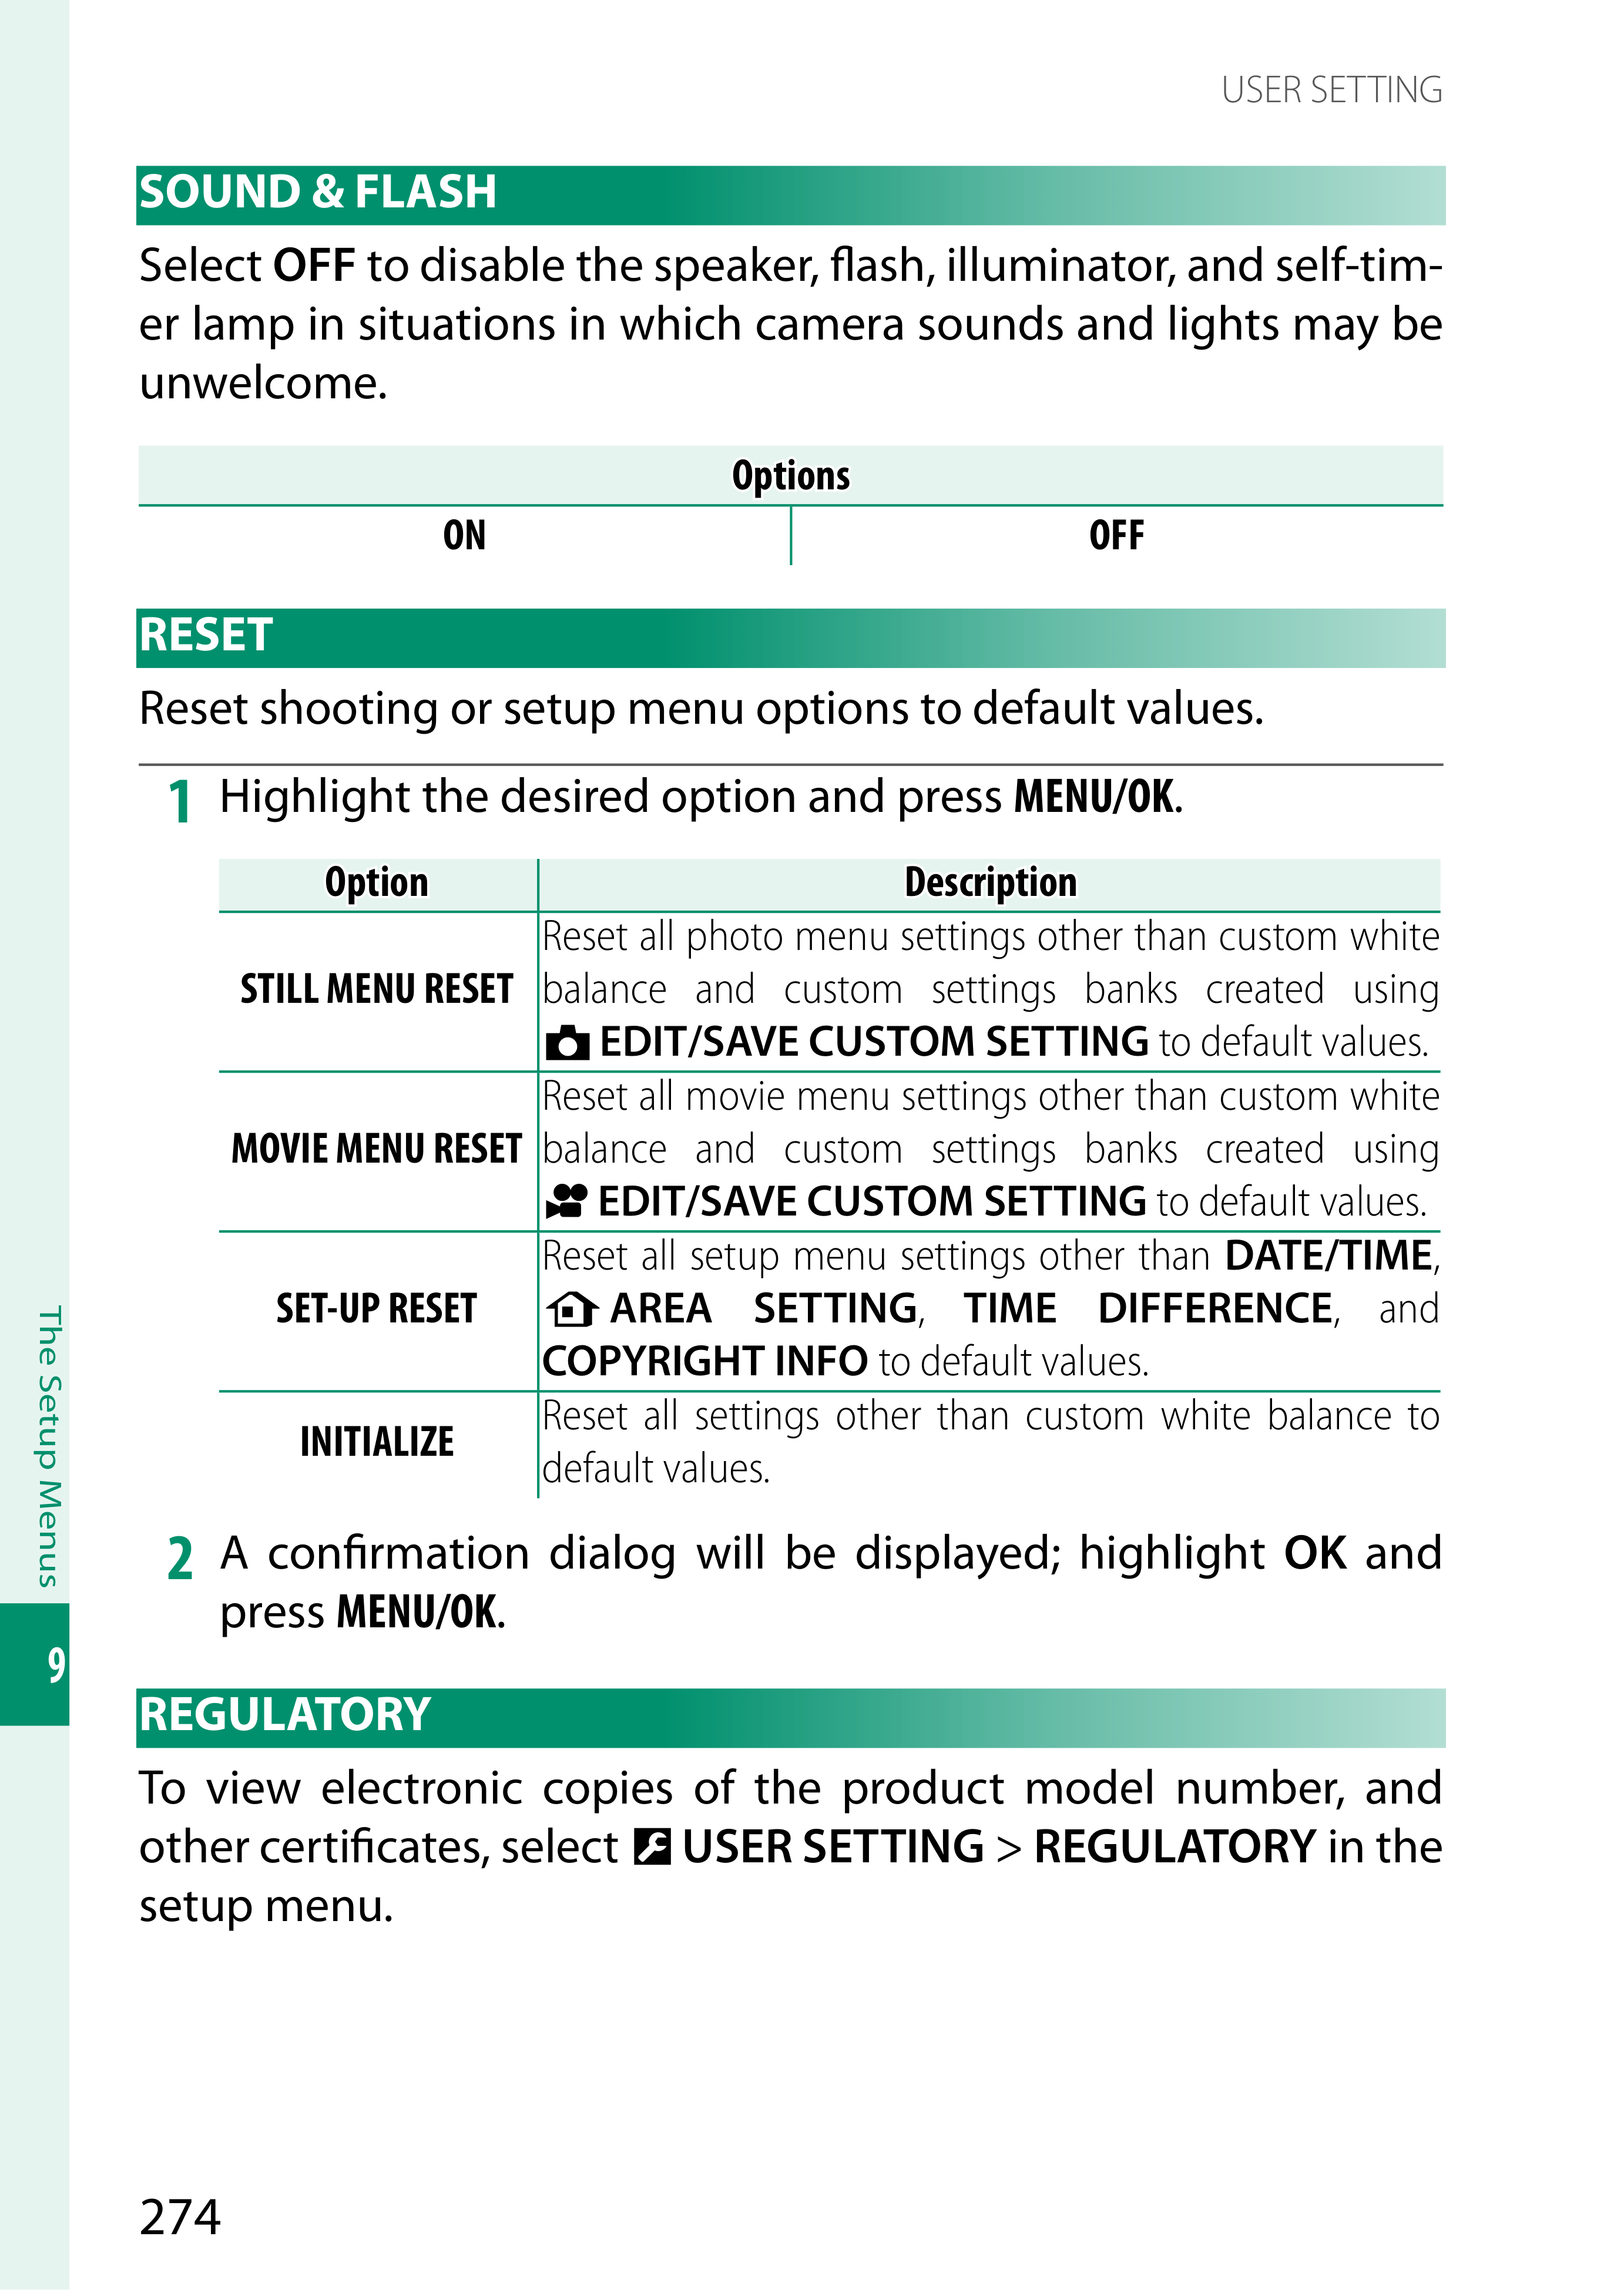 USER SETTING
SOUND & FLASH
Select OFF to disable the speaker, flash, illuminator, and self-tim-
er lamp in situations in which camera sounds and lights may be
unwelcome.
Options
ON OFF
RESET
Reset shooting or setup menu options to default values.
1 Highlight the desired option and press MENU/OK.
Option Description
STILL MENU RESET
Reset all photo menu settings other than custom white
balance and custom settings banks created using
EDIT/SAVE CUSTOM SETTING to default values.
MOVIE MENU RESET
Reset all movie menu settings other than custom white
balance and custom settings banks created using
EDIT/SAVE CUSTOM SETTING to default values.
SET-UP RESET
Reset all setup menu settings other than DATE/TIME,
AREA SETTING, TIME DIFFERENCE, and
COPYRIGHT INFO to default values.
INITIALIZE
Reset all settings other than custom white balance to
default values.
2 A confirmation dialog will be displayed; highlight OK and
press MENU/OK.
REGULATORY
To view electronic copies of the product model number, and
other certificates, select USER SETTING > REGULATORY in the
setup menu.
The Setup Menus
9
274